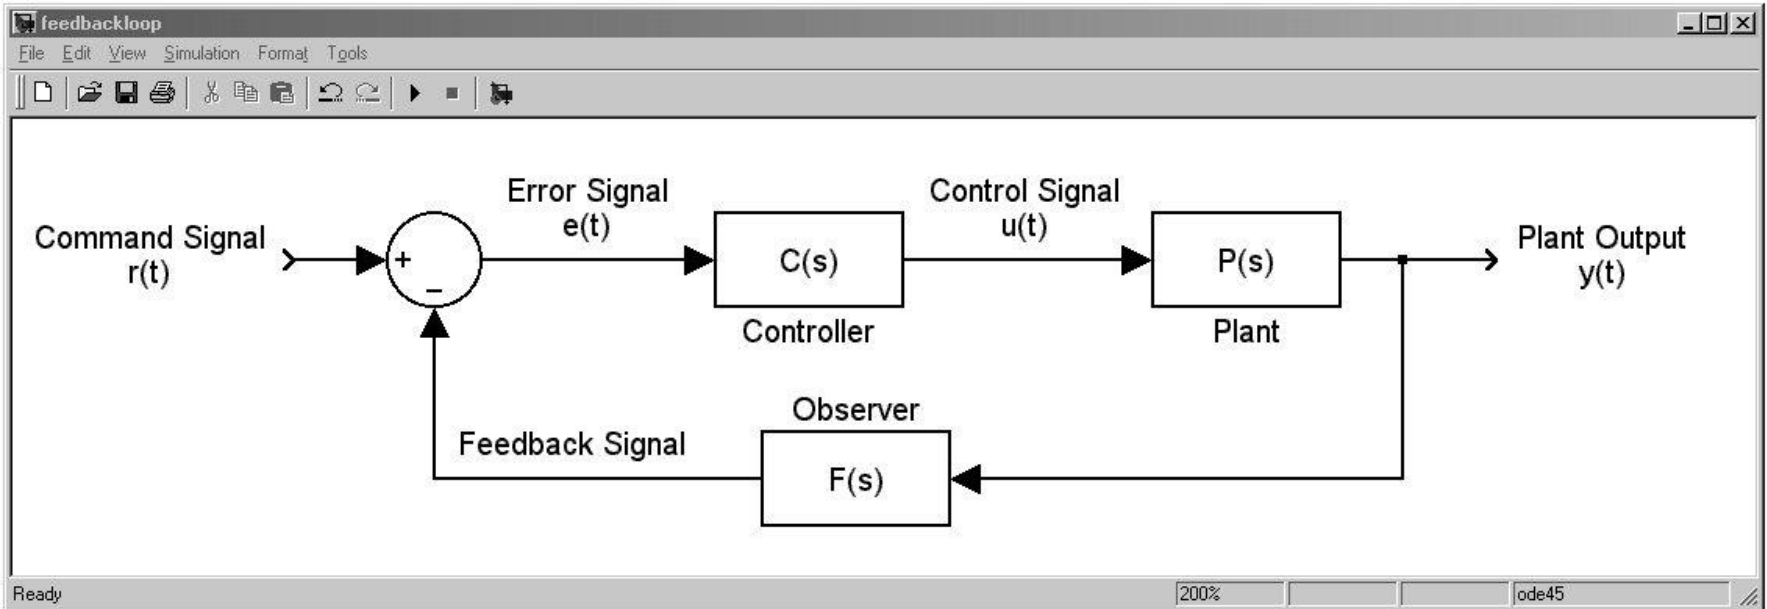 feedbackloop
File Edit View Simulation Format Tools
Command Signal
r(t)
+
−
Error Signal
e(t)
C(s)
Controller
Control Signal
u(t)
P(s)
Plant
Plant Output
y(t)
Observer
F(s)
Feedback Signal
Ready 200% ode45